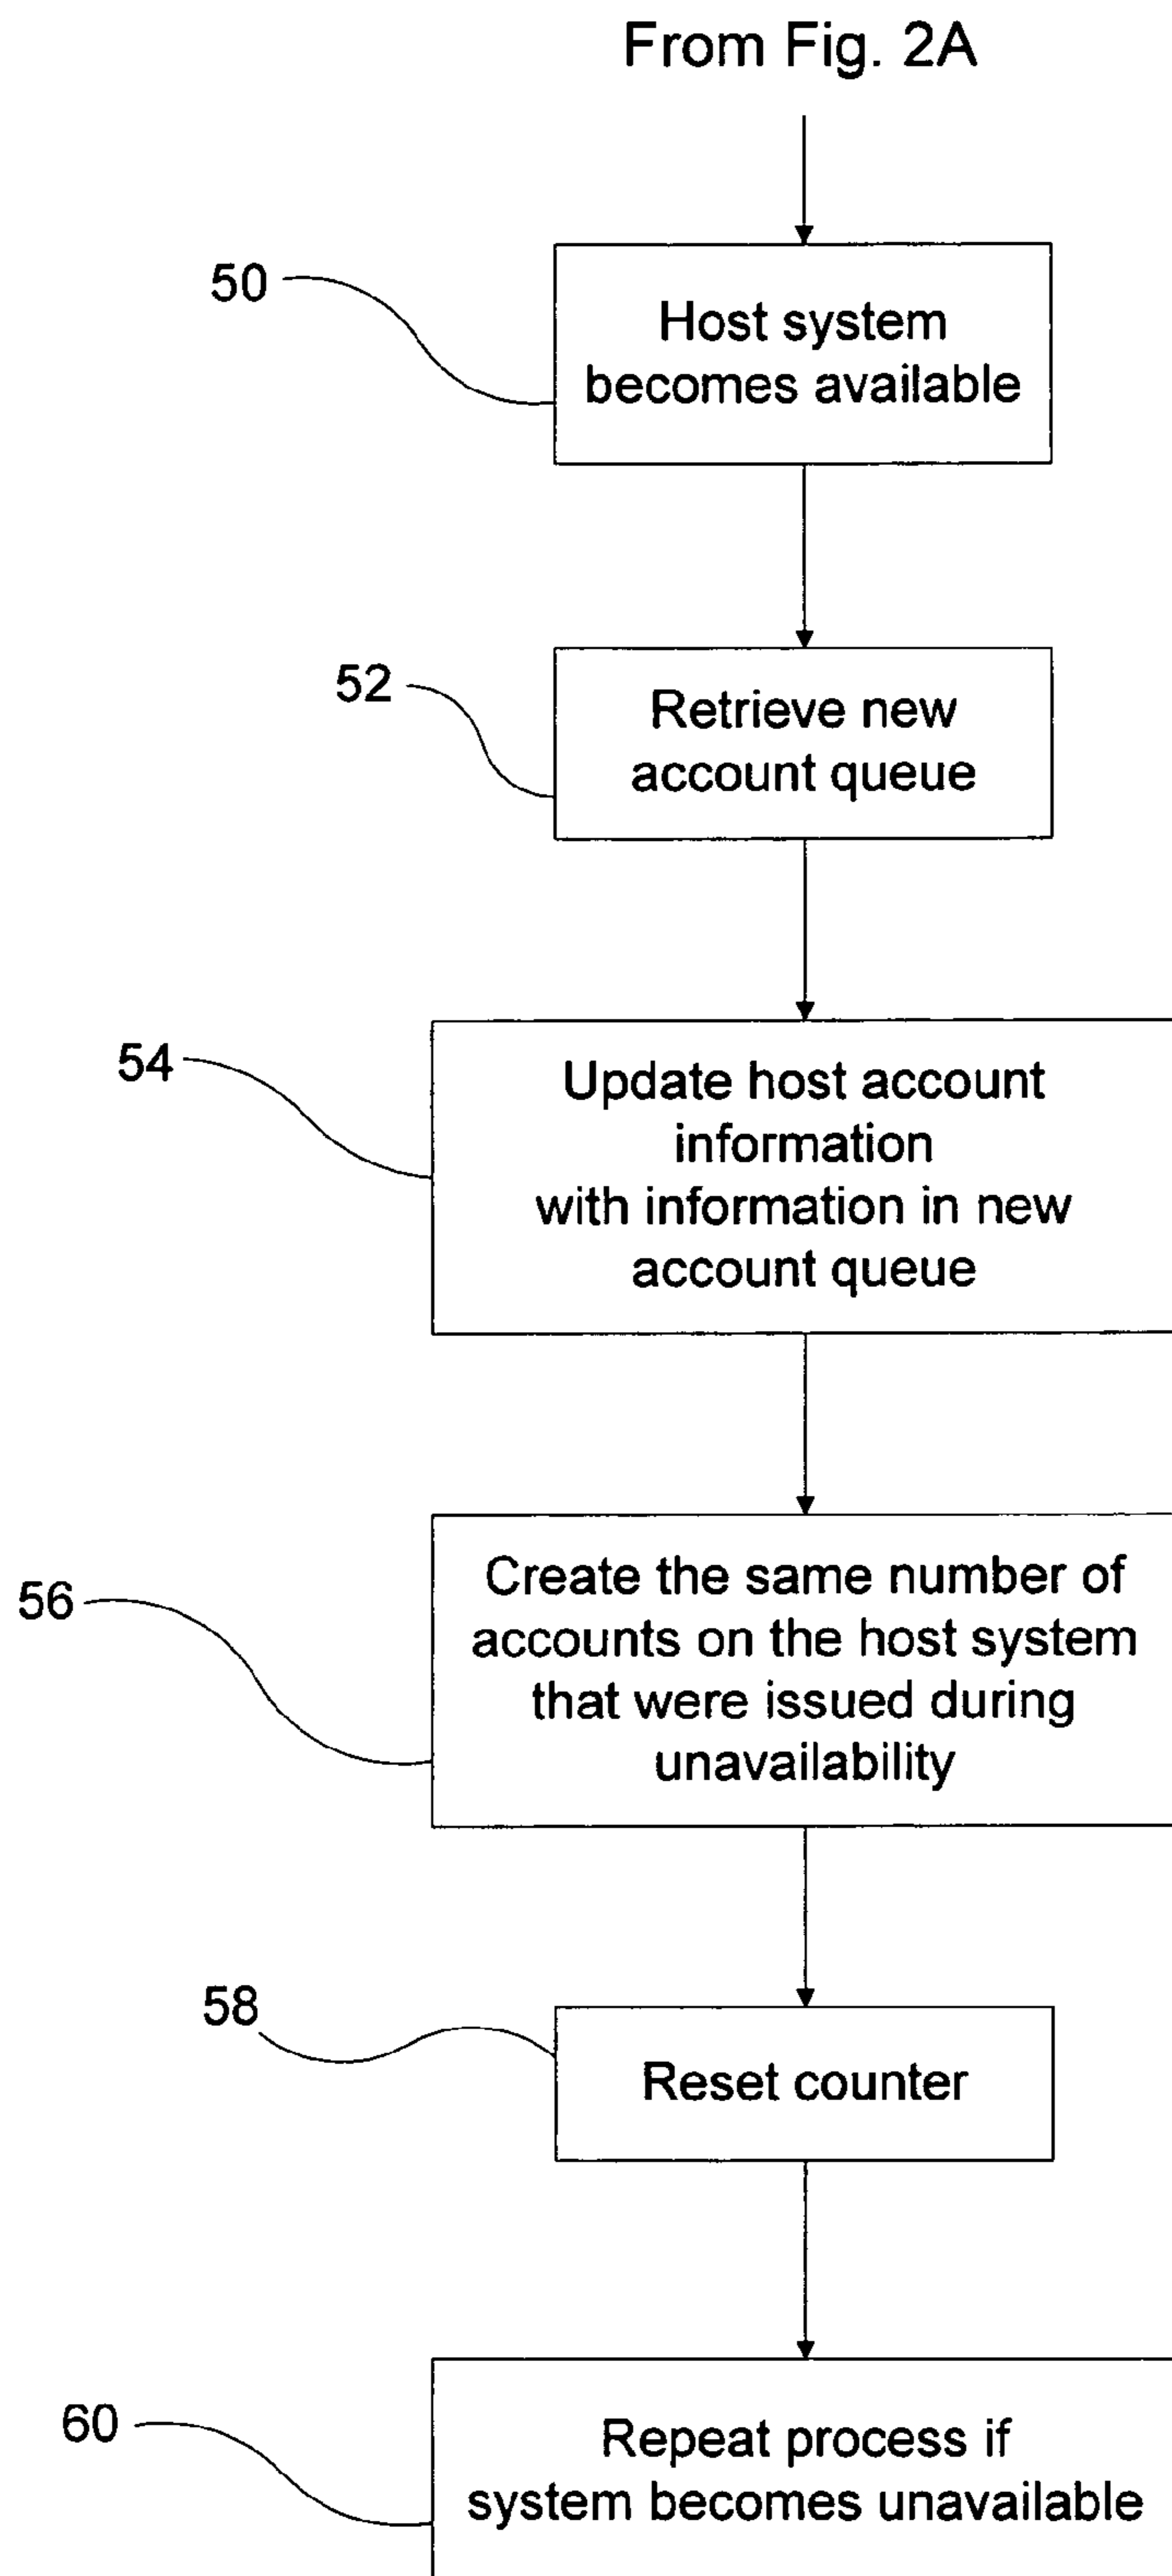 From Fig. 2A
50
Host system
becomes available
52
Retrieve new
account queue
54
Update host account
information
with information in new
account queue
56
Create the same number of
accounts on the host system
that were issued during
unavailability
58
Reset counter
60
Repeat process if
system becomes unavailable